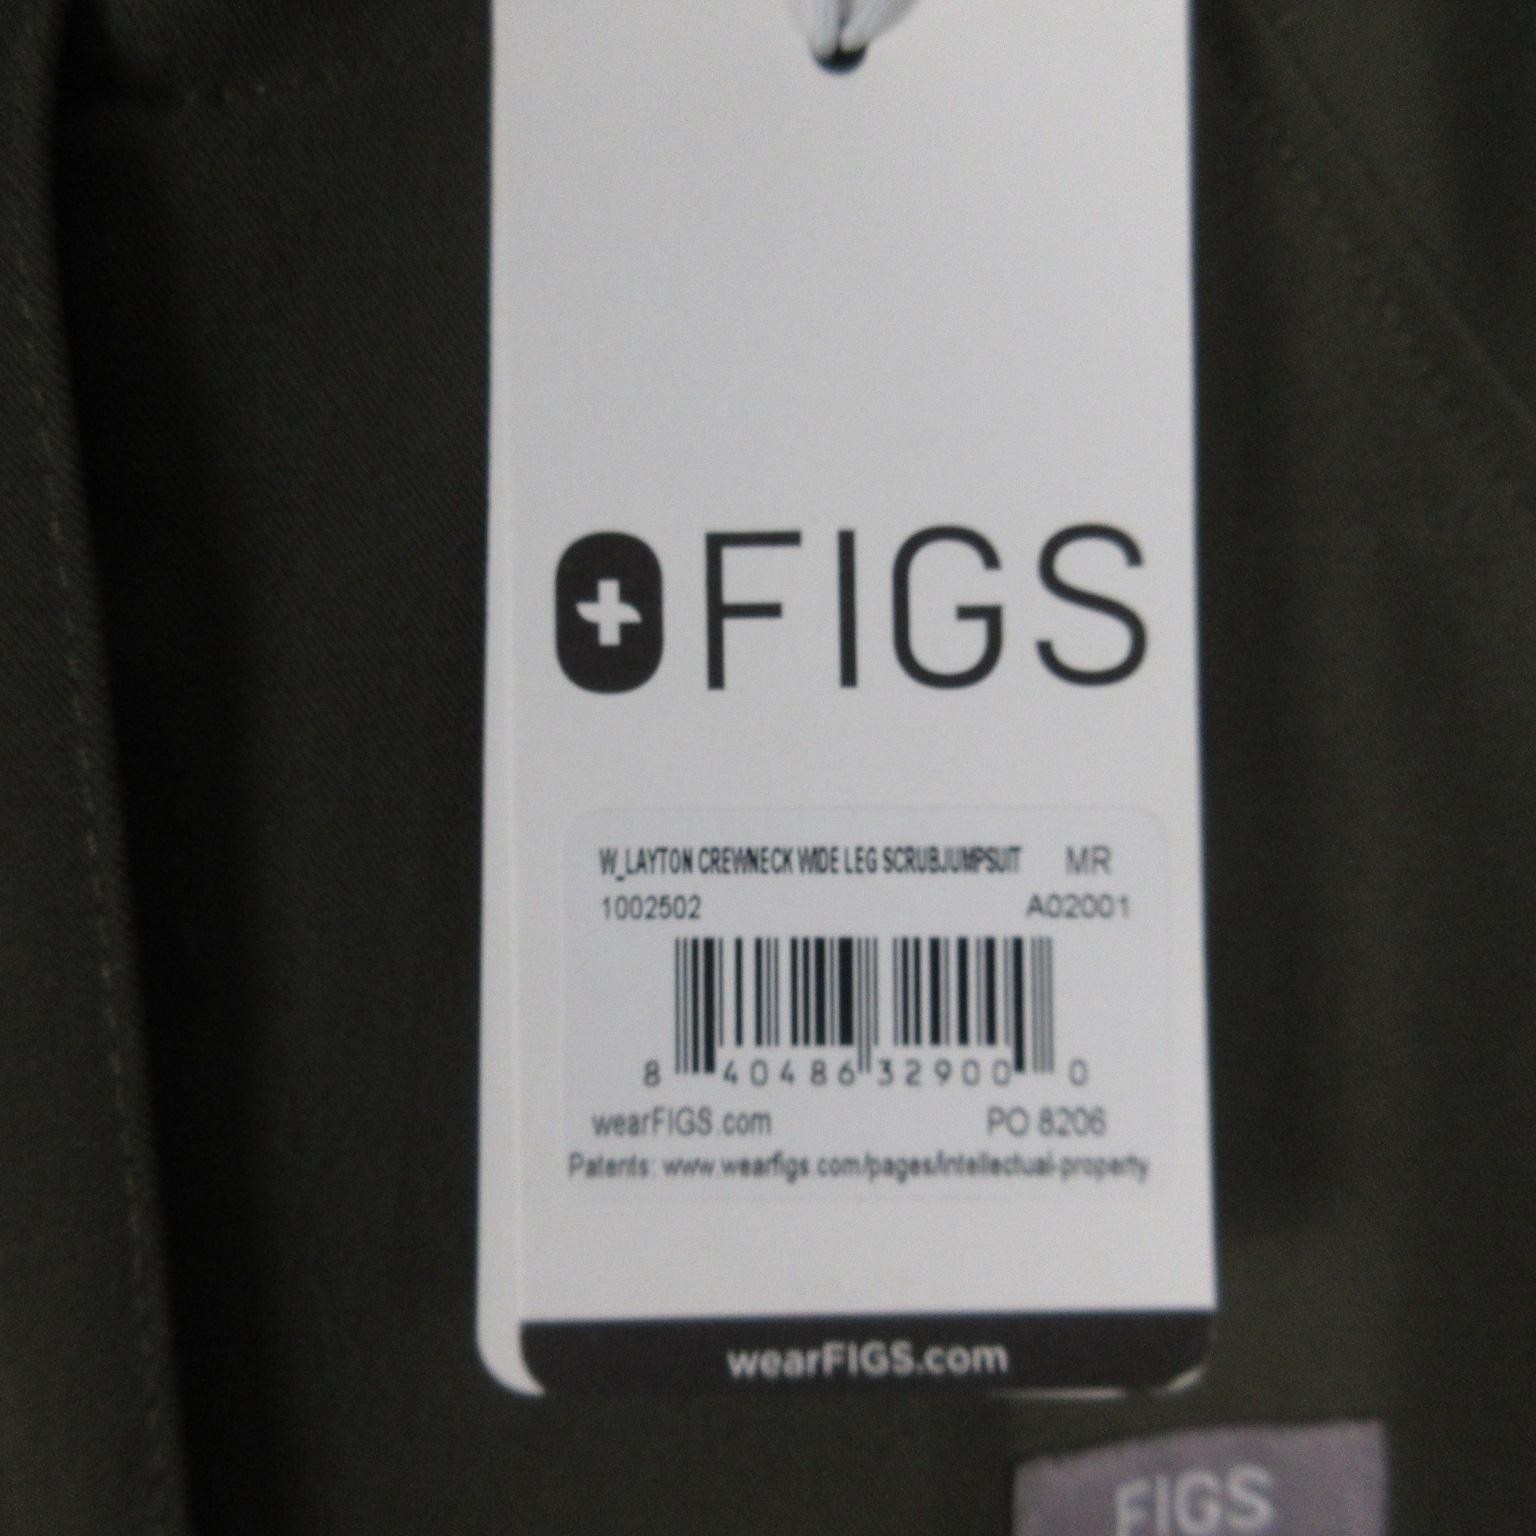 FIGS
W_LAYTON CREWNECK WIDE LEG SCRUBJUMPSUIT MR
1002502 A02001
8 40486 32900 0
wearFIGS.com PO 8206
Patents: www.wearfigs.com/pages/intellectual-property
wearFIGS.com
FIGS